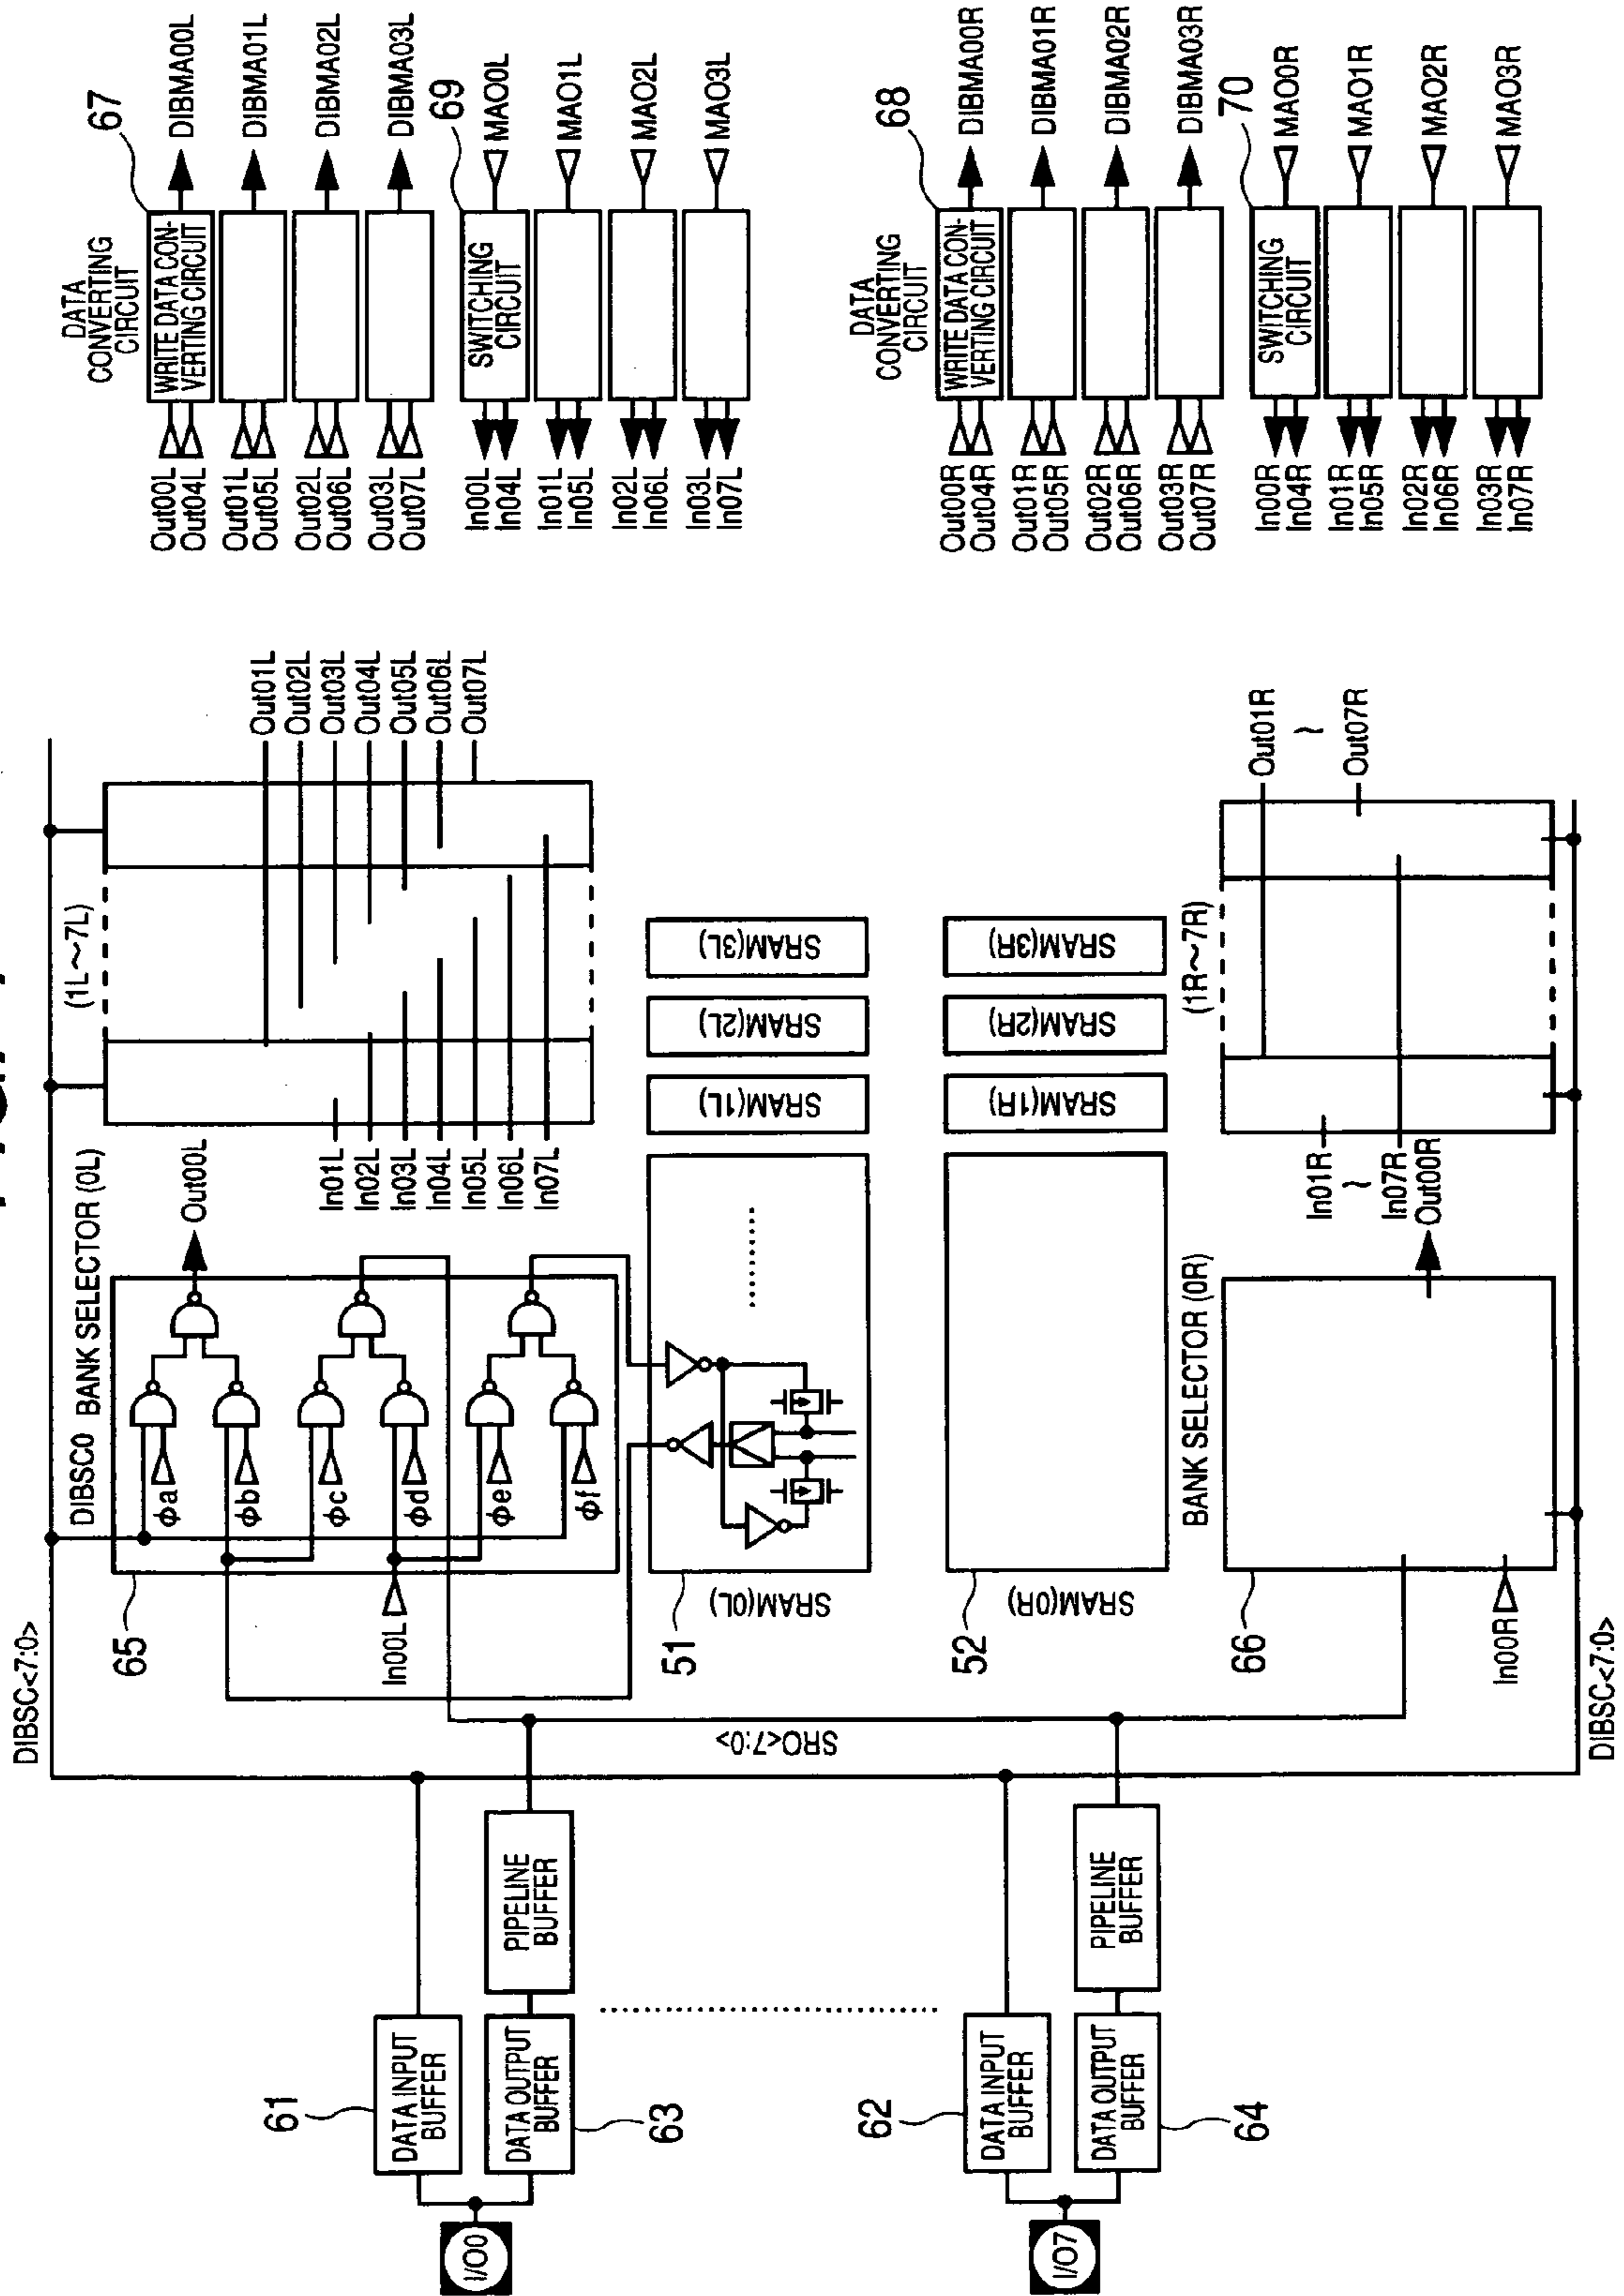 DIBSC<7:0>
DIBSC0 BANK SELECTOR (0L)
65
φa
φb
φc
φd
φe
φf
In00L
Out00L
(1L~7L)
In01L
In02L
In03L
In04L
In05L
In06L
In07L
Out01L
Out02L
Out03L
Out04L
Out05L
Out06L
Out07L
SRAM(0L)
51
SRAM(1L)
SRAM(2L)
SRAM(3L)
SRAM(0R)
52
SRAM(1R)
SRAM(2R)
SRAM(3R)
BANK SELECTOR (0R)
66
In00R
Out00R
(1R~7R)
In01R
~
In07R
Out01R
~
Out07R
DIBSC<7:0>
SRO<7:0>
I/O0
61
DATA INPUT
BUFFER
DATA OUTPUT
BUFFER
63
PIPELINE
BUFFER
I/O7
62
DATA INPUT
BUFFER
DATA OUTPUT
BUFFER
64
PIPELINE
BUFFER
DATA
CONVERTING
CIRCUIT
67
Out00L
Out04L
WRITE DATA CON-
VERTING CIRCUIT
DIBMA00L
Out01L
Out05L
DIBMA01L
Out02L
Out06L
DIBMA02L
Out03L
Out07L
DIBMA03L
69
In00L
In04L
SWITCHING
CIRCUIT
MAO0L
In01L
In05L
MAO1L
In02L
In06L
MAO2L
In03L
In07L
MAO3L
DATA
CONVERTING
CIRCUIT
68
Out00R
Out04R
WRITE DATA CON-
VERTING CIRCUIT
DIBMA00R
Out01R
Out05R
DIBMA01R
Out02R
Out06R
DIBMA02R
Out03R
Out07R
DIBMA03R
70
In00R
In04R
SWITCHING
CIRCUIT
MAO0R
In01R
In05R
MAO1R
In02R
In06R
MAO2R
In03R
In07R
MAO3R